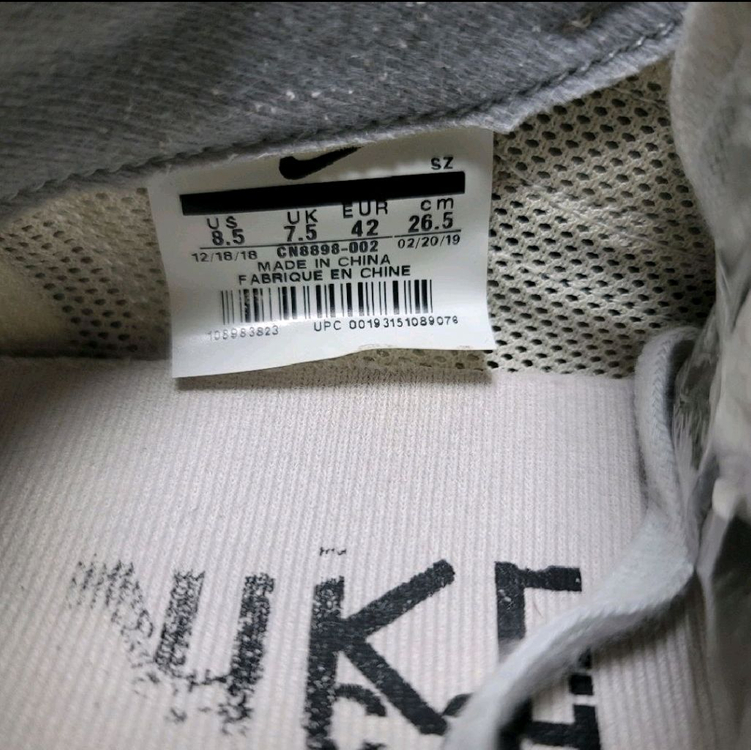 SZ
US UK EUR cm
8.5 7.5 42 26.5
12/18/18 CN8898-002 02/20/19
MADE IN CHINA
FABRIQUE EN CHINE
UPC 00193151089076
NIKE